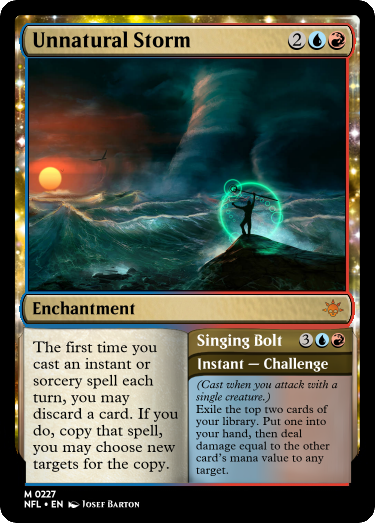 Unnatural Storm 2
Enchantment
The first time you
cast an instant or
sorcery spell each
turn, you may
discard a card. If you
do, copy that spell,
you may choose new
targets for the copy.
Singing Bolt 3
Instant — Challenge
(Cast when you attack with a
single creature.)
Exile the top two cards of
your library. Put one into
your hand, then deal
damage equal to the other
card's mana value to any
target.
M 0227
NFL • EN Josef Barton